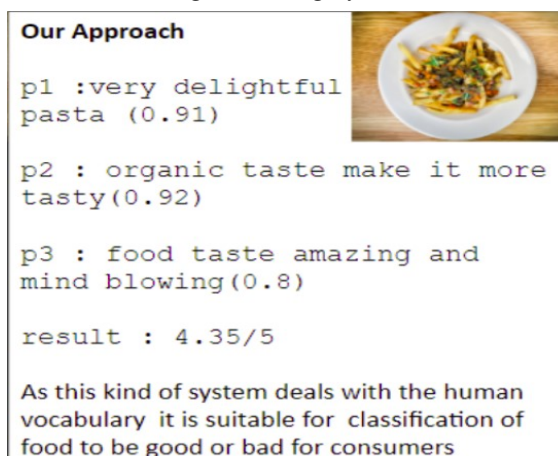 Our Approach
p1 :very delightful
pasta (0.91)
p2 : organic taste make it more
tasty(0.92)
p3 : food taste amazing and
mind blowing(0.8)
result : 4.35/5
As this kind of system deals with the human
vocabulary it is suitable for classification of
food to be good or bad for consumers